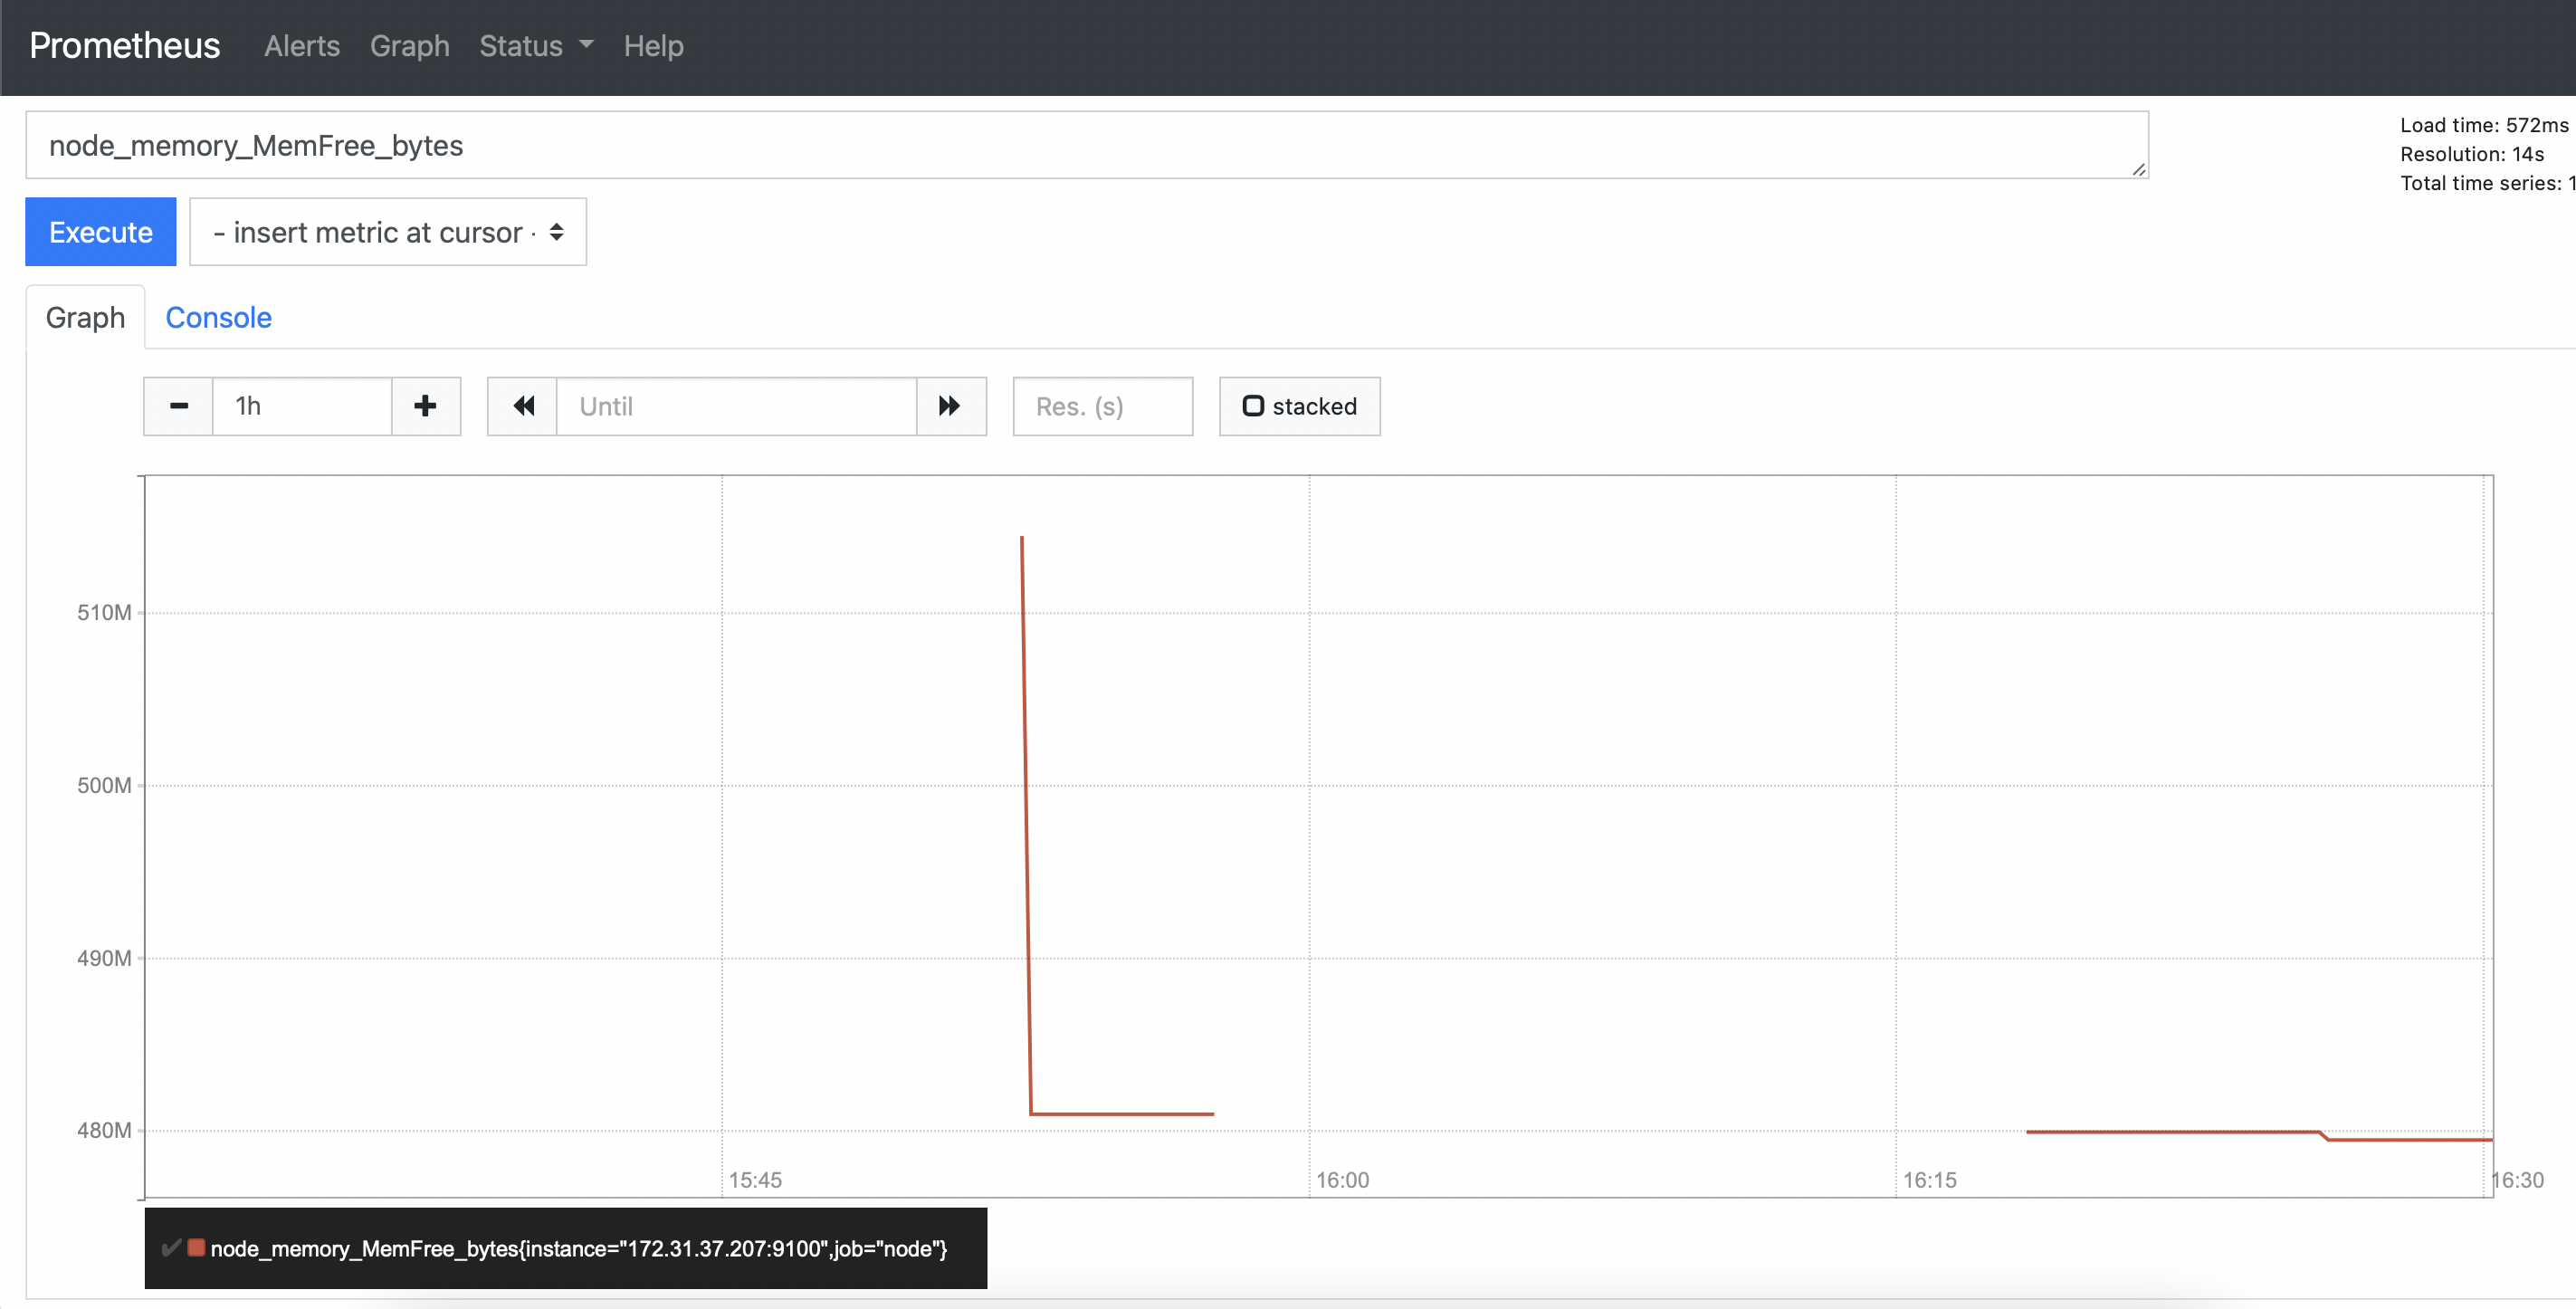 Prometheus Alerts Graph Status Help
node_memory_MemFree_bytes
Load time: 572ms
Resolution: 14s
Total time series: 1
Execute
- insert metric at cursor -
Graph Console
1h
Until
Res. (s)
stacked
510M
500M
490M
480M
15:45
16:00
16:15
16:30
node_memory_MemFree_bytes{instance="172.31.37.207:9100",job="node"}